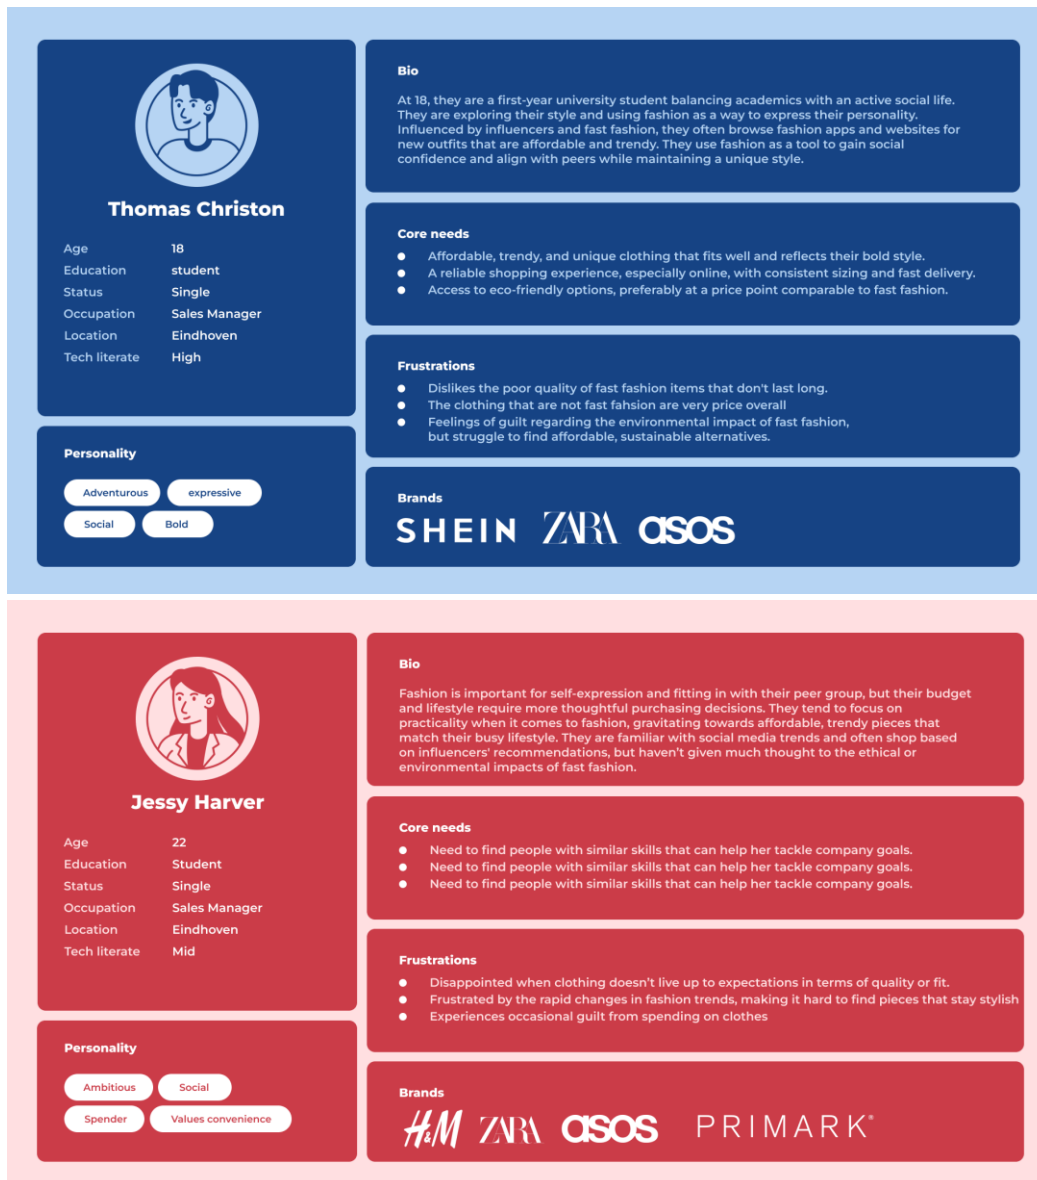 Thomas Christon
Age 18
Education student
Status Single
Occupation Sales Manager
Location Eindhoven
Tech literate High
Personality
Adventurous expressive
Social Bold
Bio
At 18, they are a first-year university student balancing academics with an active social life.
They are exploring their style and using fashion as a way to express their personality.
Influenced by influencers and fast fashion, they often browse fashion apps and websites for
new outfits that are affordable and trendy. They use fashion as a tool to gain social
confidence and align with peers while maintaining a unique style.
Core needs
Affordable, trendy, and unique clothing that fits well and reflects their bold style.
A reliable shopping experience, especially online, with consistent sizing and fast delivery.
Access to eco-friendly options, preferably at a price point comparable to fast fashion.
Frustrations
Dislikes the poor quality of fast fashion items that don't last long.
The clothing that are not fast fahsion are very price overall
Feelings of guilt regarding the environmental impact of fast fashion,
but struggle to find affordable, sustainable alternatives.
Brands
SHEIN ZARA asos
Jessy Harver
Age 22
Education Student
Status Single
Occupation Sales Manager
Location Eindhoven
Tech literate Mid
Personality
Ambitious Social
Spender Values convenience
Bio
Fashion is important for self-expression and fitting in with their peer group, but their budget
and lifestyle require more thoughtful purchasing decisions. They tend to focus on
practicality when it comes to fashion, gravitating towards affordable, trendy pieces that
match their busy lifestyle. They are familiar with social media trends and often shop based
on influencers' recommendations, but haven't given much thought to the ethical or
environmental impacts of fast fashion.
Core needs
Need to find people with similar skills that can help her tackle company goals.
Need to find people with similar skills that can help her tackle company goals.
Need to find people with similar skills that can help her tackle company goals.
Frustrations
Disappointed when clothing doesn't live up to expectations in terms of quality or fit.
Frustrated by the rapid changes in fashion trends, making it hard to find pieces that stay stylish
Experiences occasional guilt from spending on clothes
Brands
H&M ZARA asos PRIMARK®